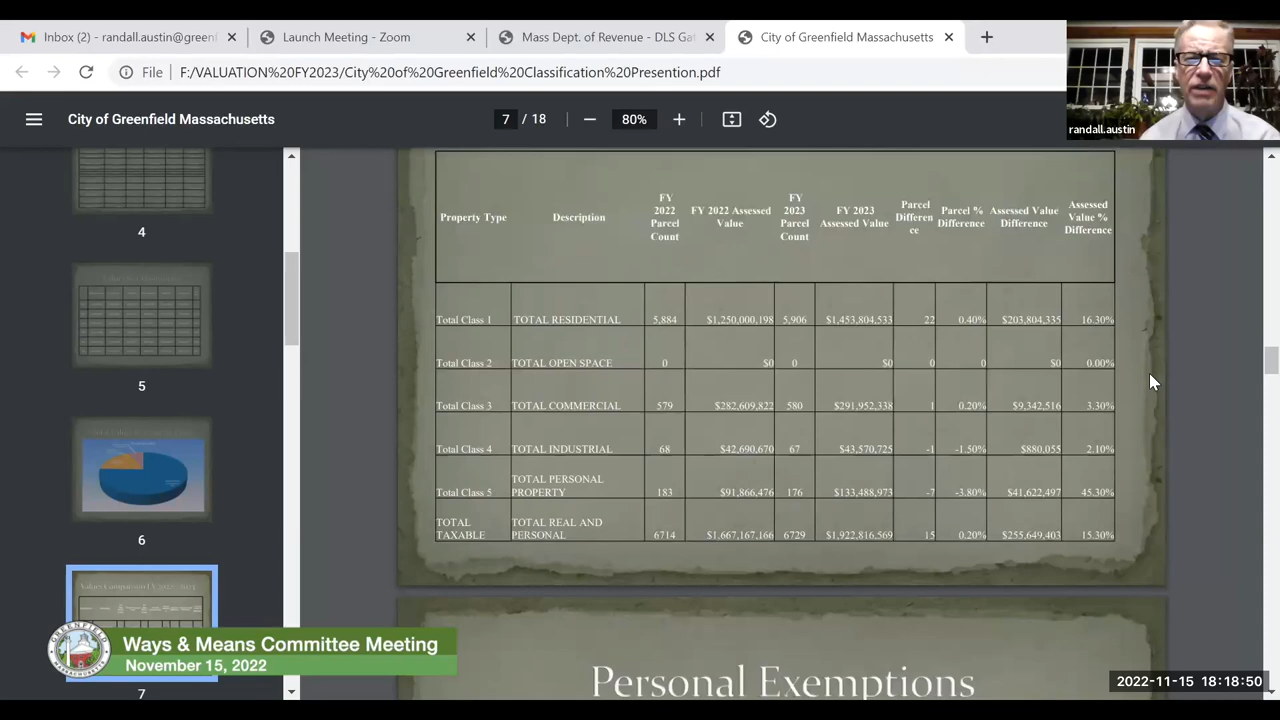 Inbox (2) - randall.austin@greenf
Launch Meeting - Zoom
Mass Dept. of Revenue - DLS Gat
City of Greenfield Massachusetts
File
F:/VALUATION%20FY2023/City%20of%20Greenfield%20Classification%20Presention.pdf
randall.austin
City of Greenfield Massachusetts
7 / 18
80%
4
5
6
7
Property Type Description FY 2022 Parcel Count FY 2022 Assessed Value FY 2023 Parcel Count FY 2023 Assessed Value Parcel Differen ce Parcel % Difference Assessed Value Difference Assessed Value % Difference
Total Class 1 TOTAL RESIDENTIAL 5,884 $1,250,000,198 5,906 $1,453,804,533 22 0.40% $203,804,335 16.30%
Total Class 2 TOTAL OPEN SPACE 0 $0 0 $0 0 0 $0 0.00%
Total Class 3 TOTAL COMMERCIAL 579 $282,609,822 580 $291,952,338 1 0.20% $9,342,516 3.30%
Total Class 4 TOTAL INDUSTRIAL 68 $42,690,670 67 $43,570,725 -1 -1.50% $880,055 2.10%
Total Class 5 TOTAL PERSONAL PROPERTY 183 $91,866,476 176 $133,488,973 -7 -3.80% $41,622,497 45.30%
TOTAL TAXABLE TOTAL REAL AND PERSONAL 6714 $1,667,167,166 6729 $1,922,816,569 15 0.20% $255,649,403 15.30%
Personal Exemptions
GREENFIELD
MASSACHUSETTS
Ways & Means Committee Meeting
November 15, 2022
2022-11-15 18:18:50